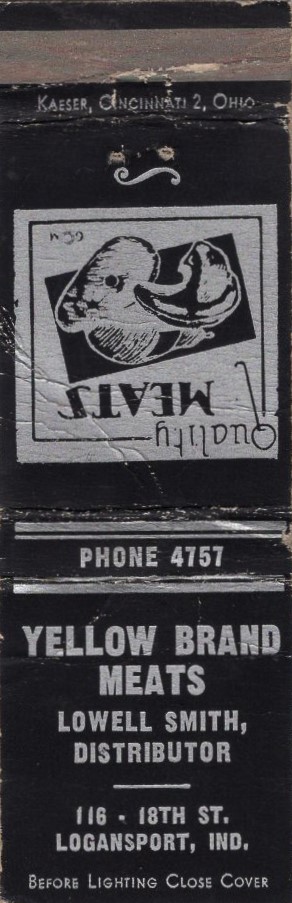 KAESER, CINCINNATI 2, OHIO
Quality
MEATS
PHONE 4757
YELLOW BRAND
MEATS
LOWELL SMITH,
DISTRIBUTOR
116 - 18TH ST.
LOGANSPORT, IND.
BEFORE LIGHTING CLOSE COVER